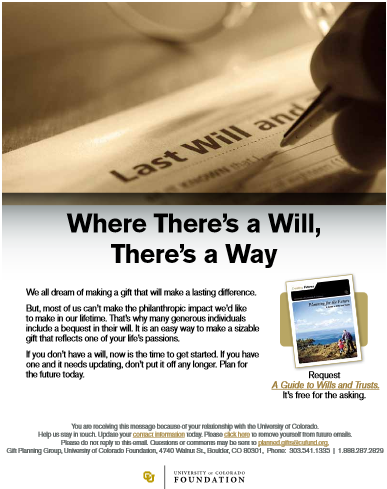 Last Will and
IT KNOWN that
Where There's a Will,
There's a Way
We all dream of making a gift that will make a lasting difference.
But, most of us can't make the philanthropic impact we'd like
to make in our lifetime. That's why many generous individuals
include a bequest in their will. It is an easy way to make a sizable
gift that reflects one of your life's passions.
If you don't have a will, now is the time to get started. If you have
one and it needs updating, don't put it off any longer. Plan for
the future today.
Planning for the Future
Request
A Guide to Wills and Trusts.
It's free for the asking.
You are receiving this message because of your relationship with the University of Colorado.
Help us stay in touch. Update your contact information today. Please click here to remove yourself from future emails.
Please do not reply to this email. Questions or comments may be sent to planned.gifts@cufund.org.
Gift Planning Group, University of Colorado Foundation, 4740 Walnut St., Boulder, CO 80301, Phone: 303.541.1335 | 1.888.287.2829
CU
UNIVERSITY OF COLORADO
FOUNDATION